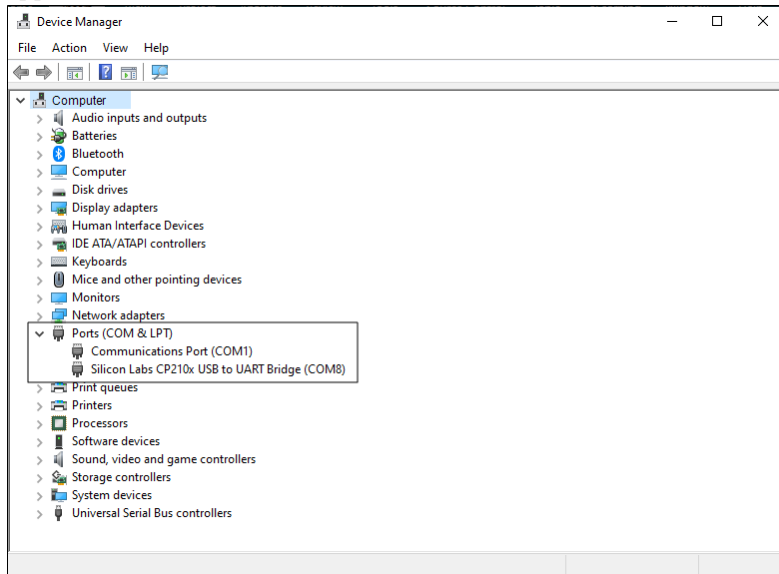 Device Manager
File Action View Help
Computer
Audio inputs and outputs
Batteries
Bluetooth
Computer
Disk drives
Display adapters
Human Interface Devices
IDE ATA/ATAPI controllers
Keyboards
Mice and other pointing devices
Monitors
Network adapters
Ports (COM & LPT)
Communications Port (COM1)
Silicon Labs CP210x USB to UART Bridge (COM8)
Print queues
Printers
Processors
Software devices
Sound, video and game controllers
Storage controllers
System devices
Universal Serial Bus controllers